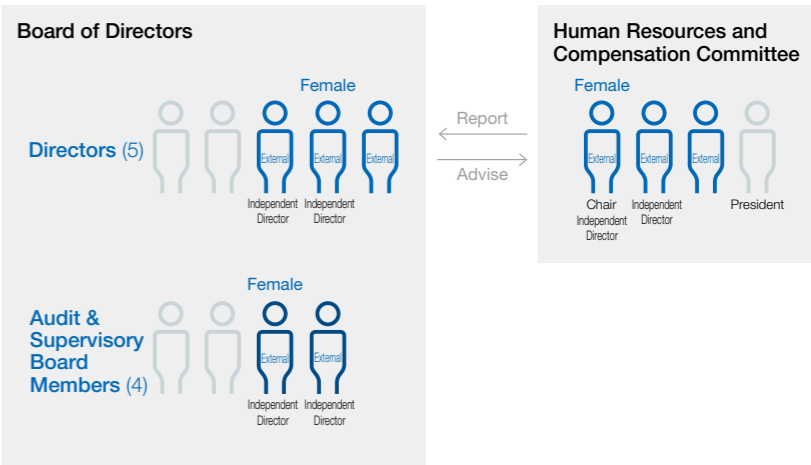 Board of Directors
Female
Directors (5)
External
External
External
Independent
Director
Independent
Director
Female
Audit &
Supervisory
Board
Members (4)
External
External
Independent
Director
Independent
Director
Report
Advise
Human Resources and
Compensation Committee
Female
External
External
External
Chair
Independent
Director
Independent
Director
President